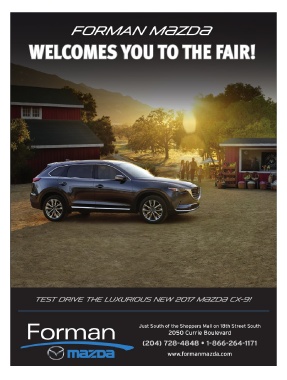 FORMAN mazDa
WELCOMES YOU TO THE FAIR!
TEST DRIVE THE LUXURIOUS NEW 2017 mazDa CX-9!
Forman
mazDa
Just South of the Shoppers Mall on 18th Street South
2050 Currie Boulevard
(204) 728-4848 • 1-866-264-1171
www.formanmazda.com